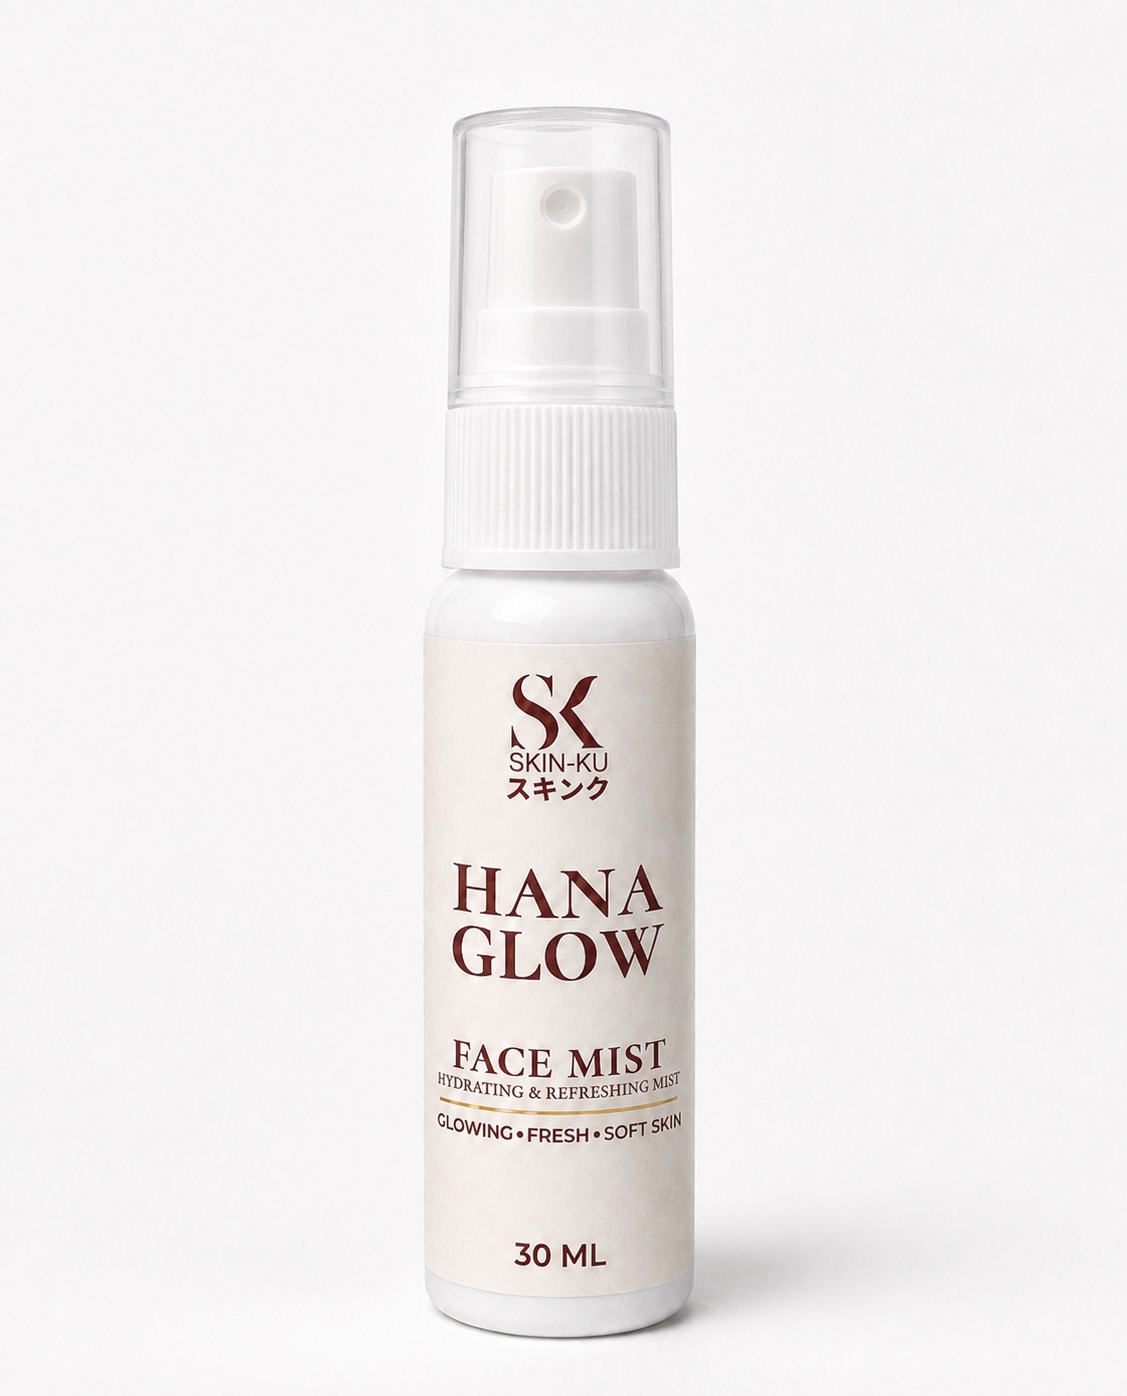 SK
SKIN-KU
スキンク
HANA
GLOW
FACE MIST
HYDRATING & REFRESHING MIST
GLOWING • FRESH • SOFT SKIN
30 ML